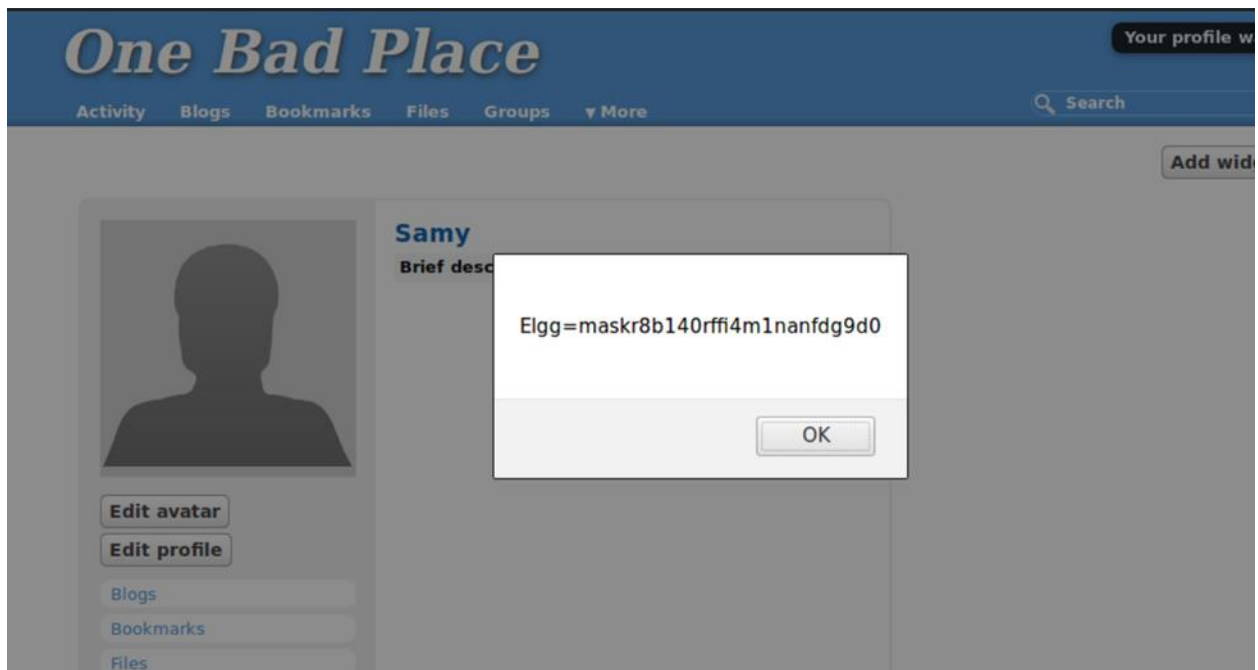 One Bad Place
Your profile w
Activity Blogs Bookmarks Files Groups ▾ More
Search
Add wid
Samy
Brief desc
Elgg=maskr8b140rffi4m1nanfdg9d0
OK
Edit avatar
Edit profile
Blogs
Bookmarks
Files